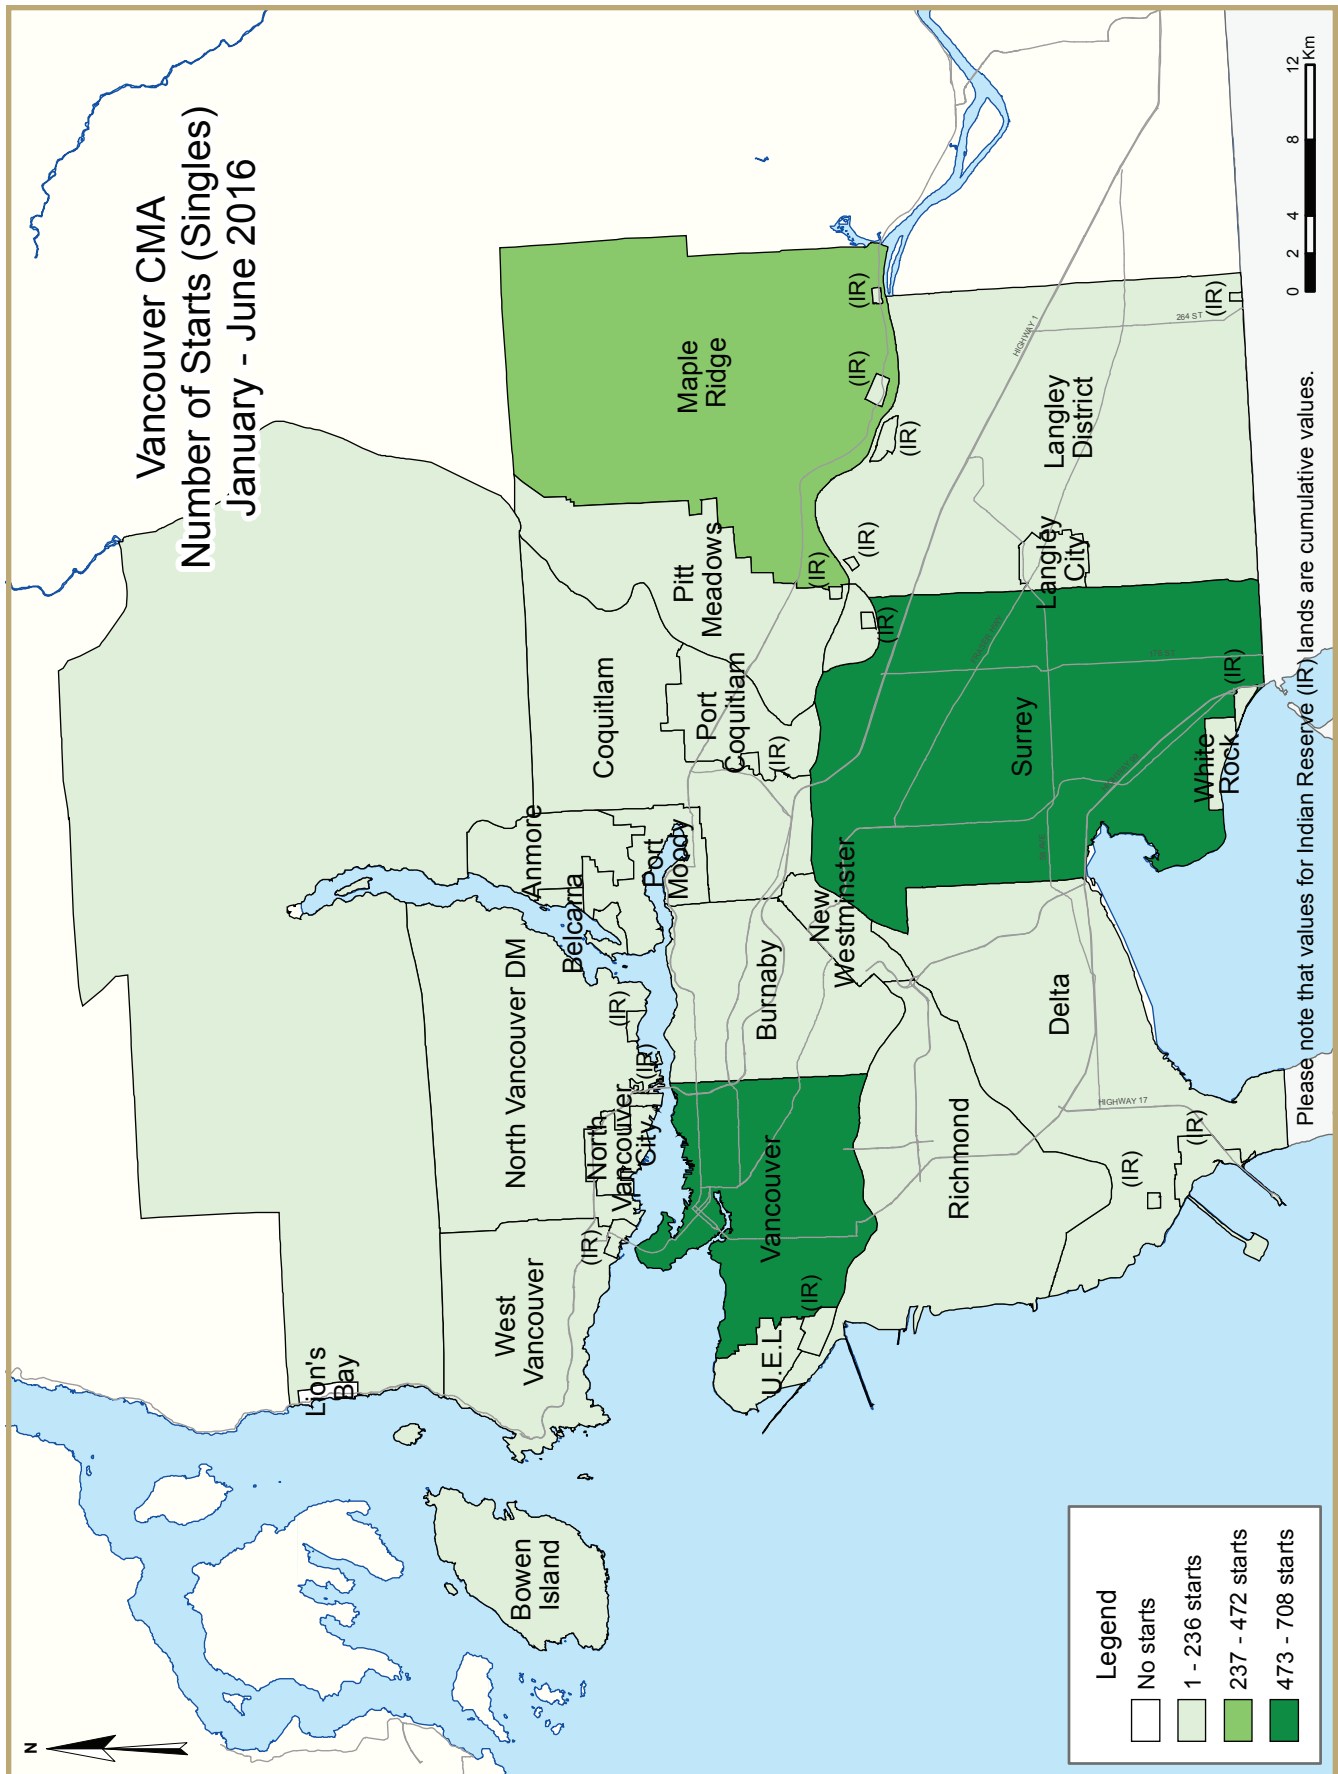 Vancouver CMA
Number of Starts (Singles)
January - June 2016
N
Lion's
Bay
Bowen
Island
West
Vancouver
North Vancouver DM
North
Vancouver
City
(IR)
(IR)
(IR)
Belcarra
Anmore
Port
Moody
Coquitlam
Port
Coquitlam
(IR)
Pitt
Meadows
Maple
Ridge
(IR)
(IR)
(IR)
(IR)
(IR)
(IR)
U.E.L.
(IR)
Vancouver
Burnaby
New
Westminster
Richmond
Delta
(IR)
(IR)
HIGHWAY 17
Surrey
176 ST
White
Rock
(IR)
Langley
City
Langley
District
HIGHWAY 1
264 ST
(IR)
Legend
No starts
1 - 236 starts
237 - 472 starts
473 - 708 starts
Please note that values for Indian Reserve (IR) lands are cumulative values.
0 2 4 8 12
Km